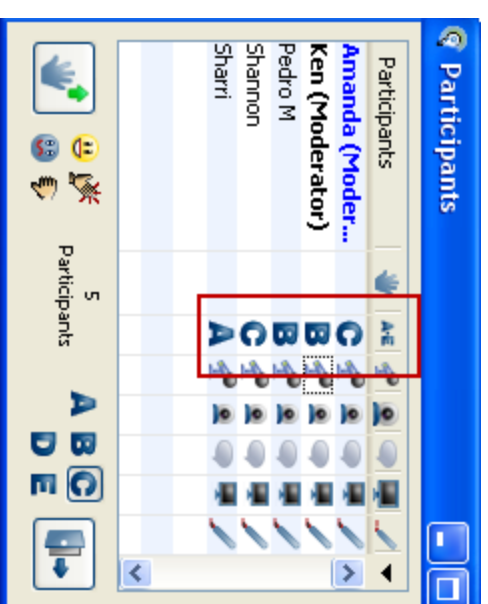 Participants
Participants A-E
Amanda (Moder... C
Ken (Moderator) B
Pedro M B
Shannon C
Sharri A
5
Participants
A B C
D E